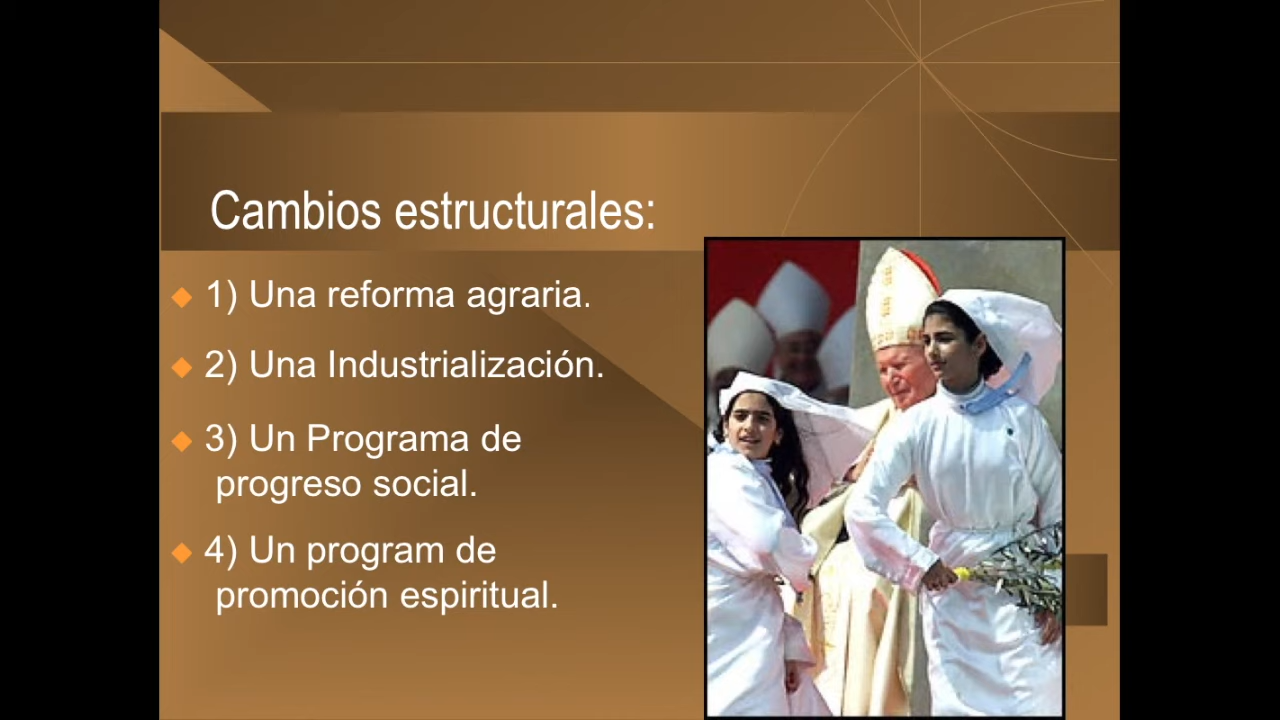 Cambios estructurales:
1) Una reforma agraria.
2) Una Industrialización.
3) Un Programa de
progreso social.
4) Un program de
promoción espiritual.